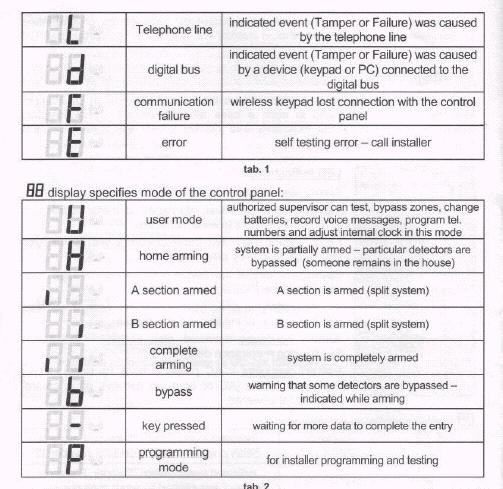 L Telephone line indicated event (Tamper or Failure) was caused
by the telephone line
d digital bus indicated event (Tamper or Failure) was caused
by a device (keypad or PC) connected to the
digital bus
F communication failure wireless keypad lost connection with the control
panel
E error self testing error – call installer
tab. 1
88 display specifies mode of the control panel:
U user mode authorized supervisor can test, bypass zones, change
batteries, record voice messages, program tel.
numbers and adjust internal clock in this mode
H home arming system is partially armed – particular detectors are
bypassed (someone remains in the house)
ı A section armed A section is armed (split system)
ı B section armed B section is armed (split system)
ı ı complete arming system is completely armed
b bypass warning that some detectors are bypassed –
indicated while arming
- key pressed waiting for more data to complete the entry
P programming mode for installer programming and testing
tab. 2